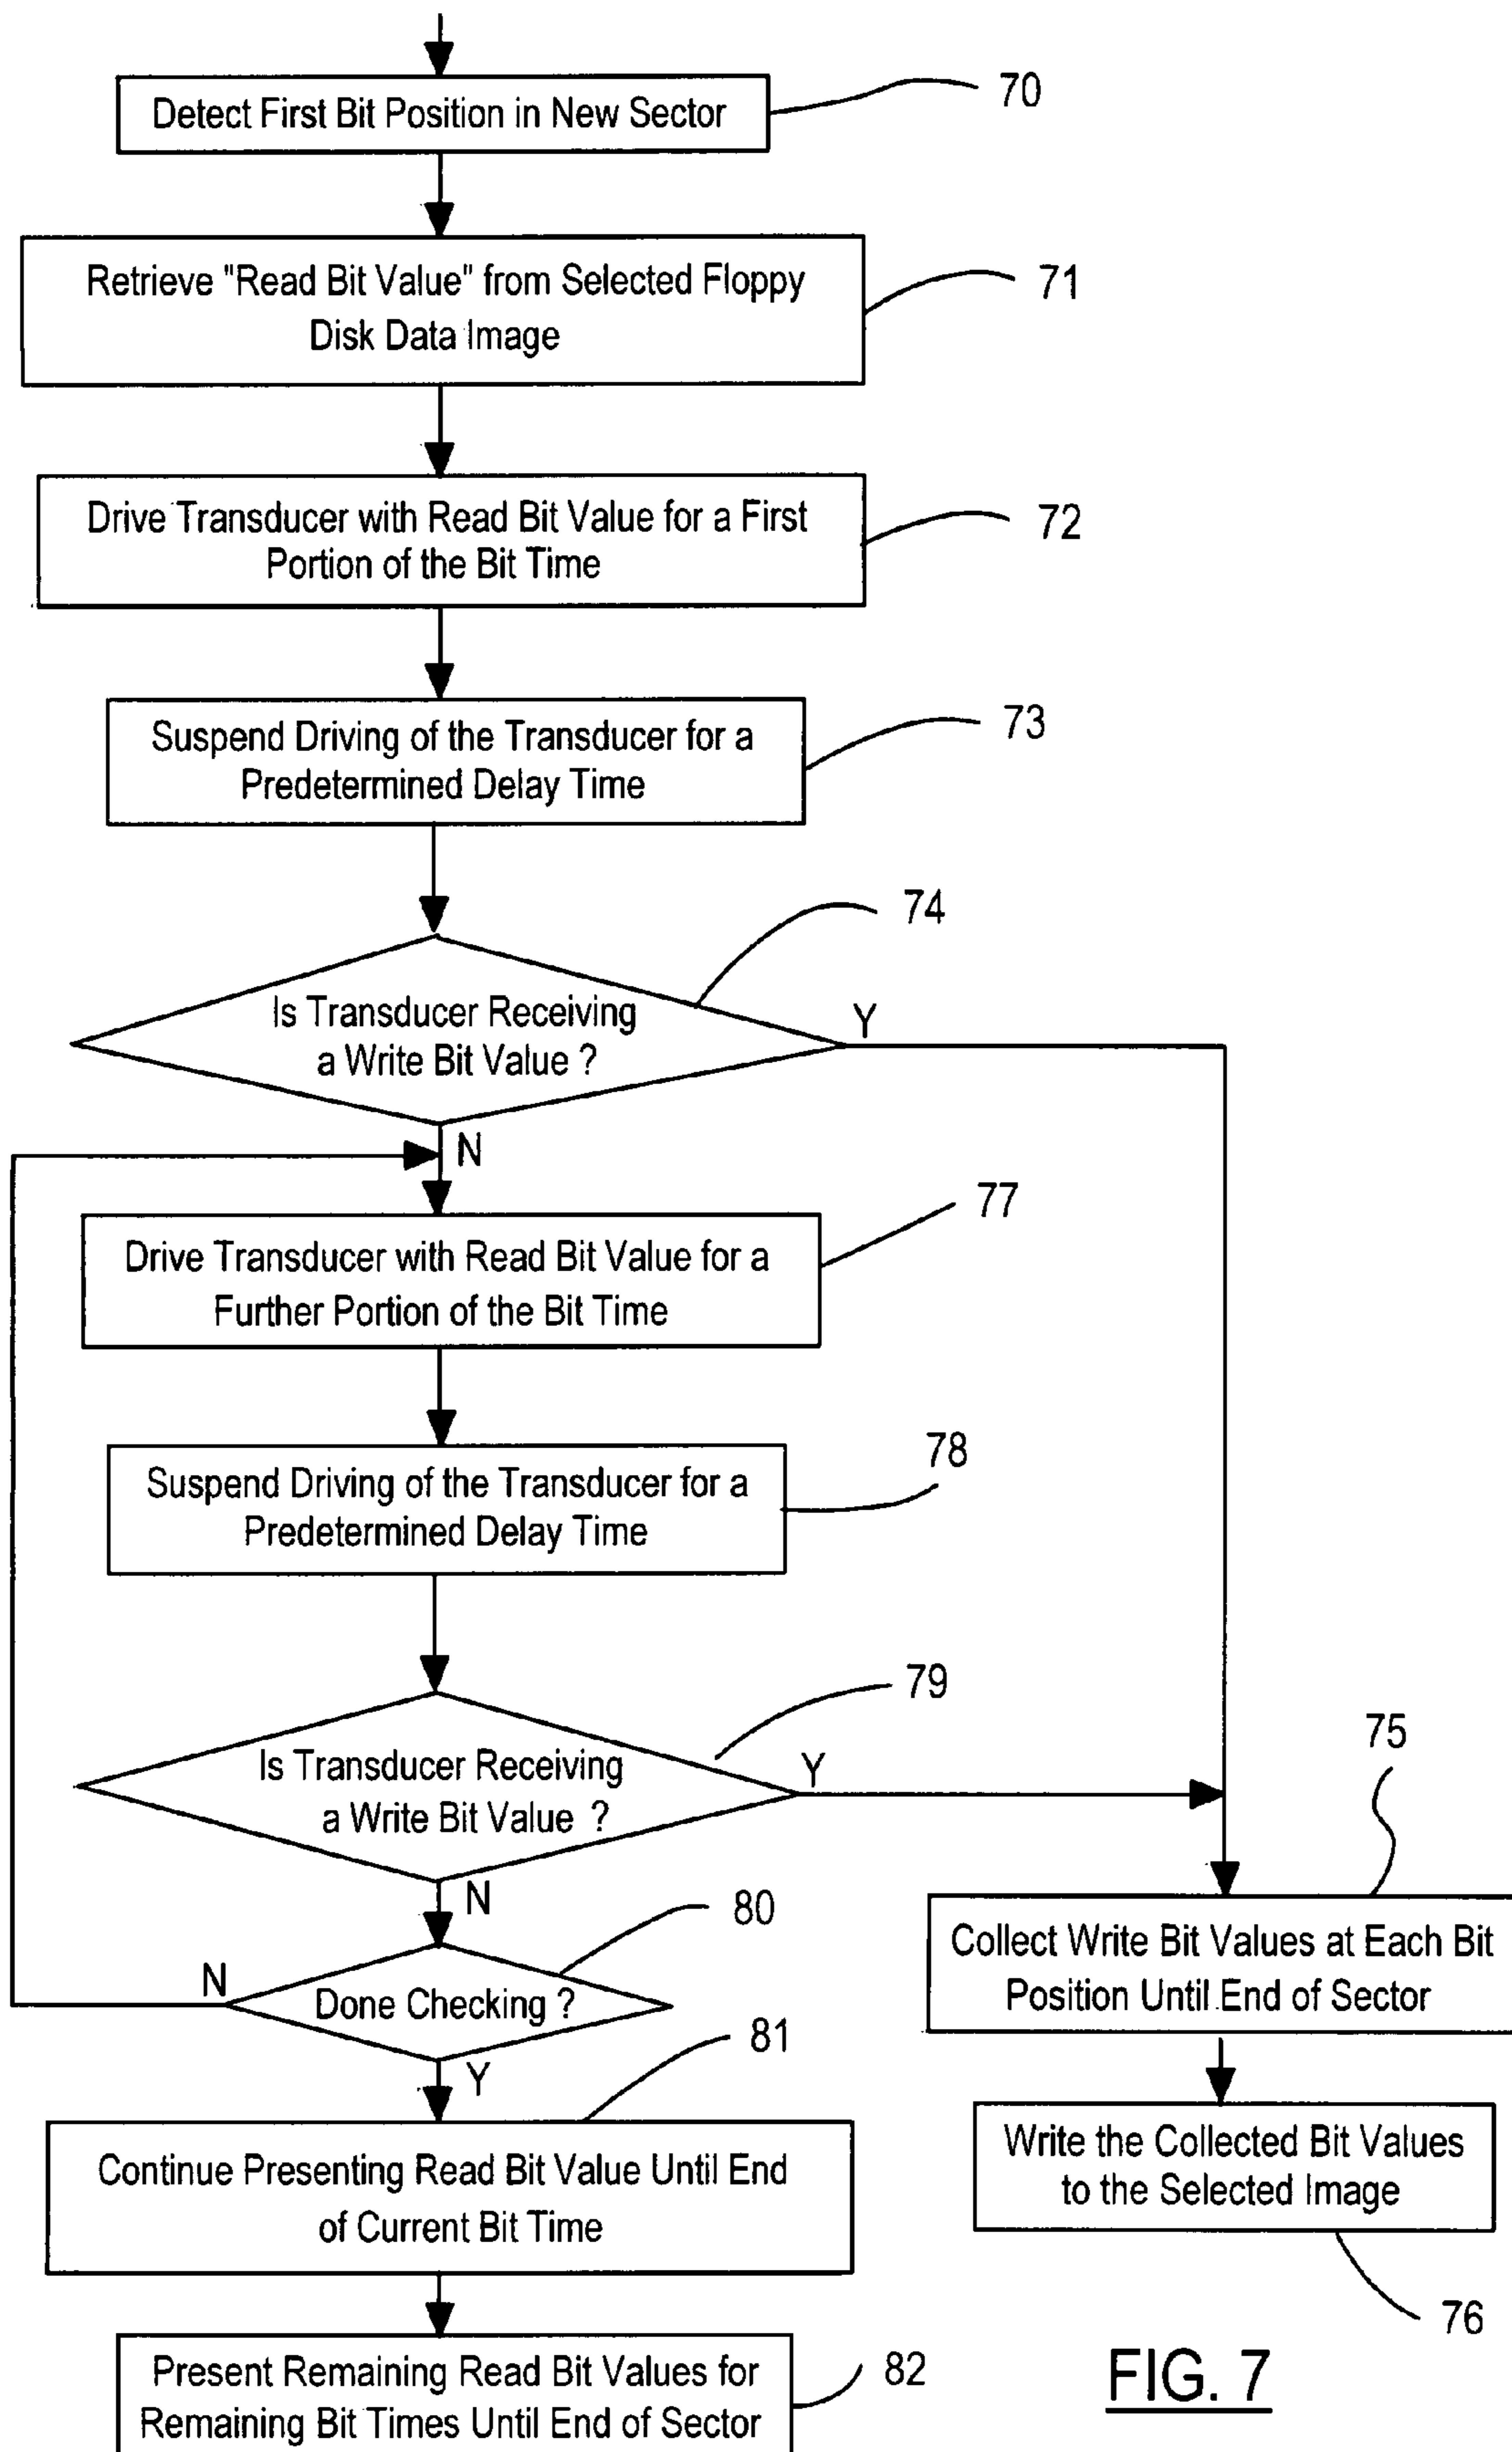 Detect First Bit Position in New Sector
70
Retrieve "Read Bit Value" from Selected Floppy
Disk Data Image
71
Drive Transducer with Read Bit Value for a First
Portion of the Bit Time
72
Suspend Driving of the Transducer for a
Predetermined Delay Time
73
74
Is Transducer Receiving
a Write Bit Value ?
Y
N
77
Drive Transducer with Read Bit Value for a
Further Portion of the Bit Time
78
Suspend Driving of the Transducer for a
Predetermined Delay Time
79
Is Transducer Receiving
a Write Bit Value ?
Y
N
75
Collect Write Bit Values at Each Bit
Position Until End of Sector
80
N
Done Checking ?
Y
81
Continue Presenting Read Bit Value Until End
of Current Bit Time
Write the Collected Bit Values
to the Selected Image
76
Present Remaining Read Bit Values for
Remaining Bit Times Until End of Sector
82
FIG. 7